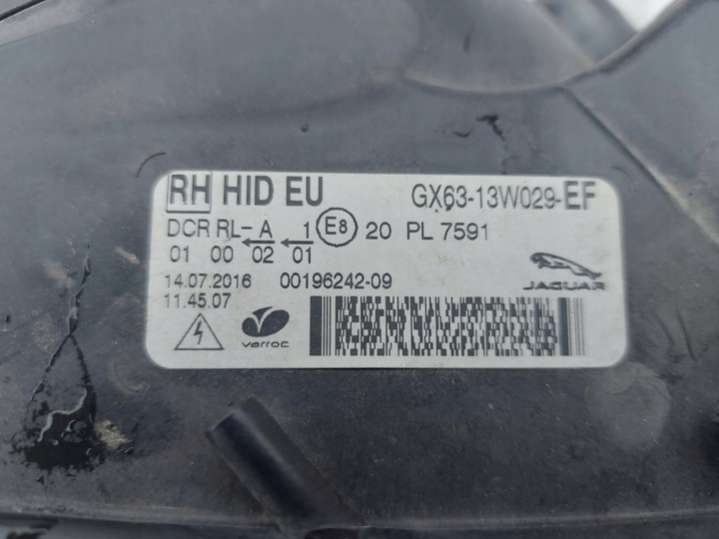 RH HID EU GX63-13W029-EF
DCR RL- A 1 E8 20 PL 7591
01 00 02 01
14.07.2016 00196242-09
11.45.07
JAGUAR
varroc